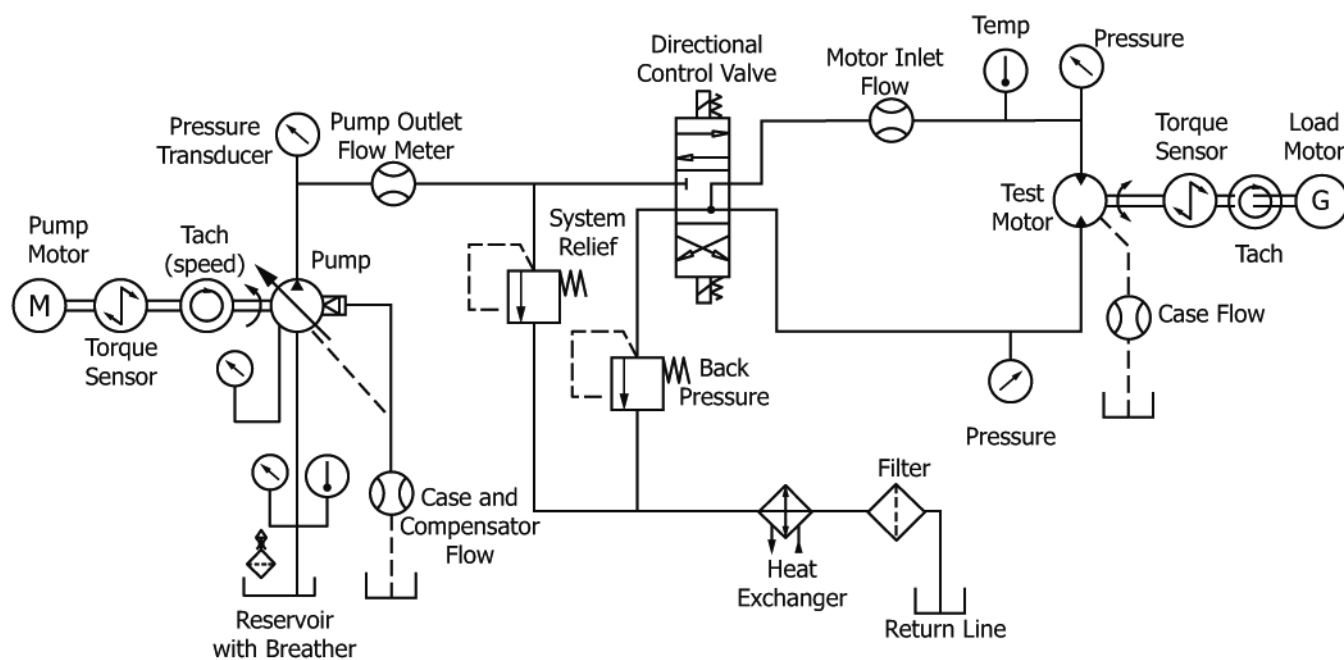 Temp
Pressure
Directional
Control Valve
Motor Inlet
Flow
Pressure
Transducer
Pump Outlet
Flow Meter
Torque
Sensor
Load
Motor
Test
Motor
G
Tach
System
Relief
Pump
Motor
Tach
(speed)
Pump
M
Torque
Sensor
Case Flow
Back
Pressure
Pressure
Filter
Case and
Compensator
Flow
Heat
Exchanger
Reservoir
with Breather
Return Line